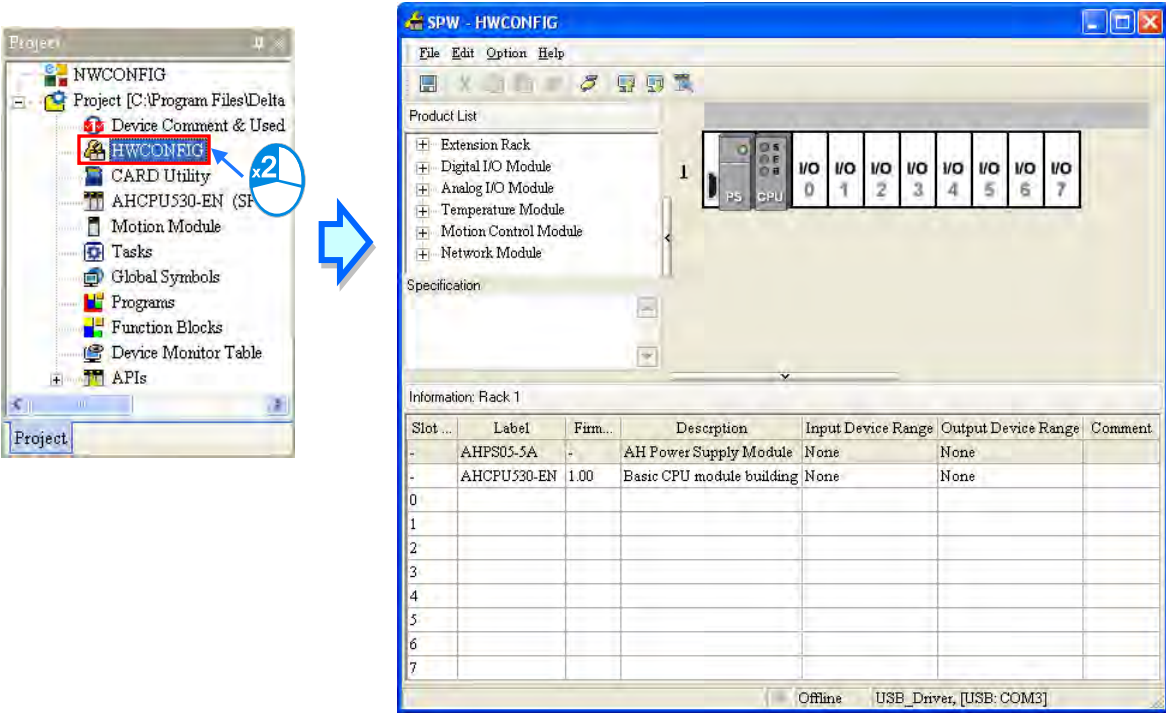 Project
NWCONFIG
Project [C:\Program Files\Delta
Device Comment & Used
HWCONFIG
x2
CARD Utility
AHCPU530-EN (SP
Motion Module
Tasks
Global Symbols
Programs
Function Blocks
Device Monitor Table
APIs
Project
SPW - HWCONFIG
File Edit Option Help
Product List
Extension Rack
Digital I/O Module
Analog I/O Module
Temperature Module
Motion Control Module
Network Module
Specification
1
PS CPU
I/O I/O I/O I/O I/O I/O I/O I/O
0 1 2 3 4 5 6 7
Information: Rack 1
Slot ... Label Firm... Descrption Input Device Range Output Device Range Comment
- AHPS05-5A - AH Power Supply Module None None
- AHCPU530-EN 1.00 Basic CPU module building None None
0
1
2
3
4
5
6
7
Offline USB_Driver, [USB: COM3]